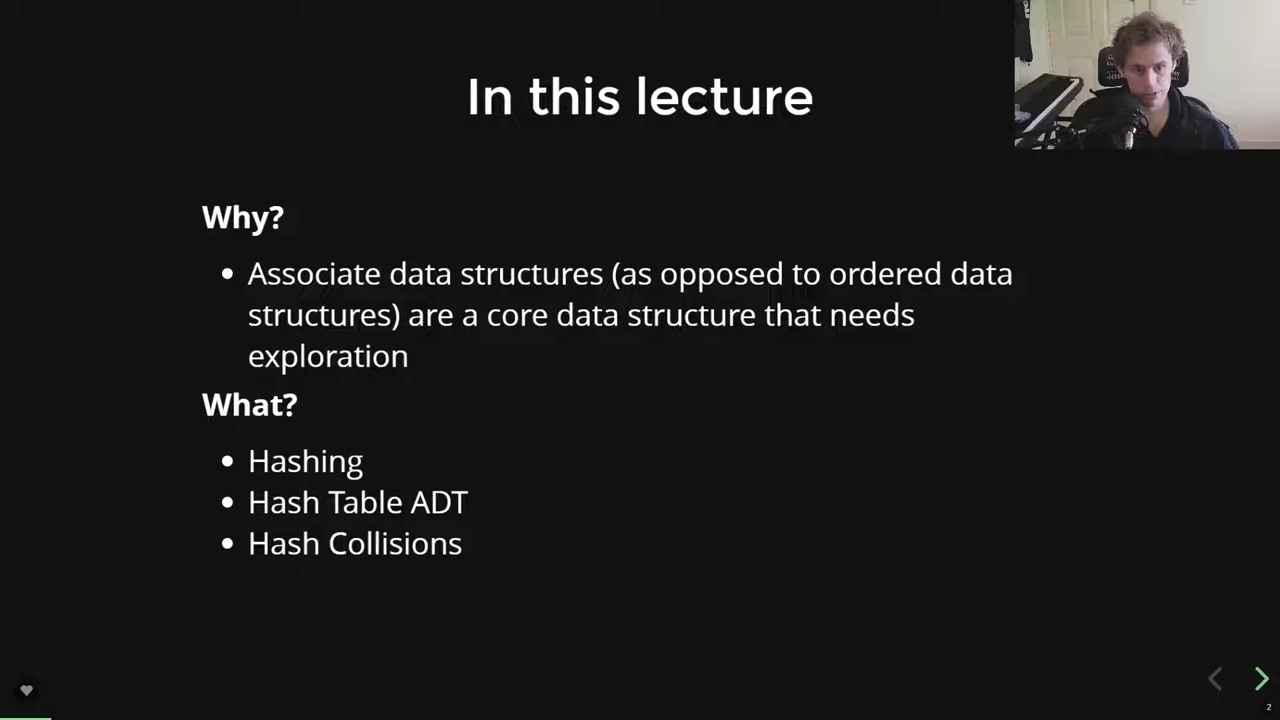 In this lecture
Why?
Associate data structures (as opposed to ordered data
structures) are a core data structure that needs
exploration
What?
Hashing
Hash Table ADT
Hash Collisions
2